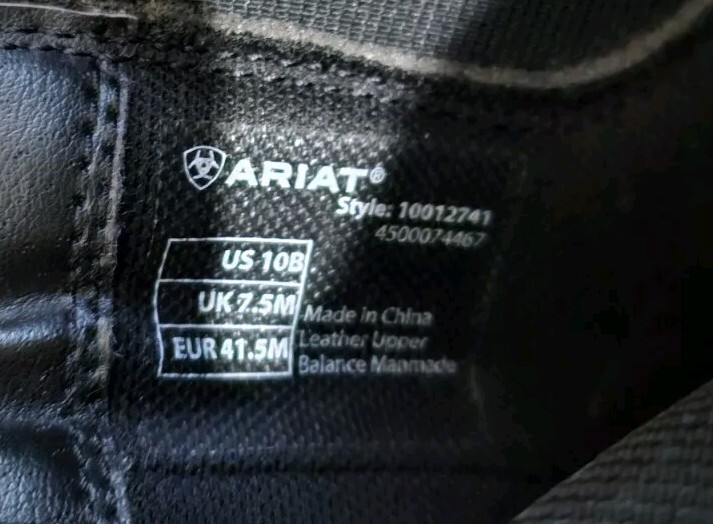 ARIAT®
Style: 10012741
4500074467
US 10B
UK 7.5M
EUR 41.5M
Made in China
Leather Upper
Balance Manmade